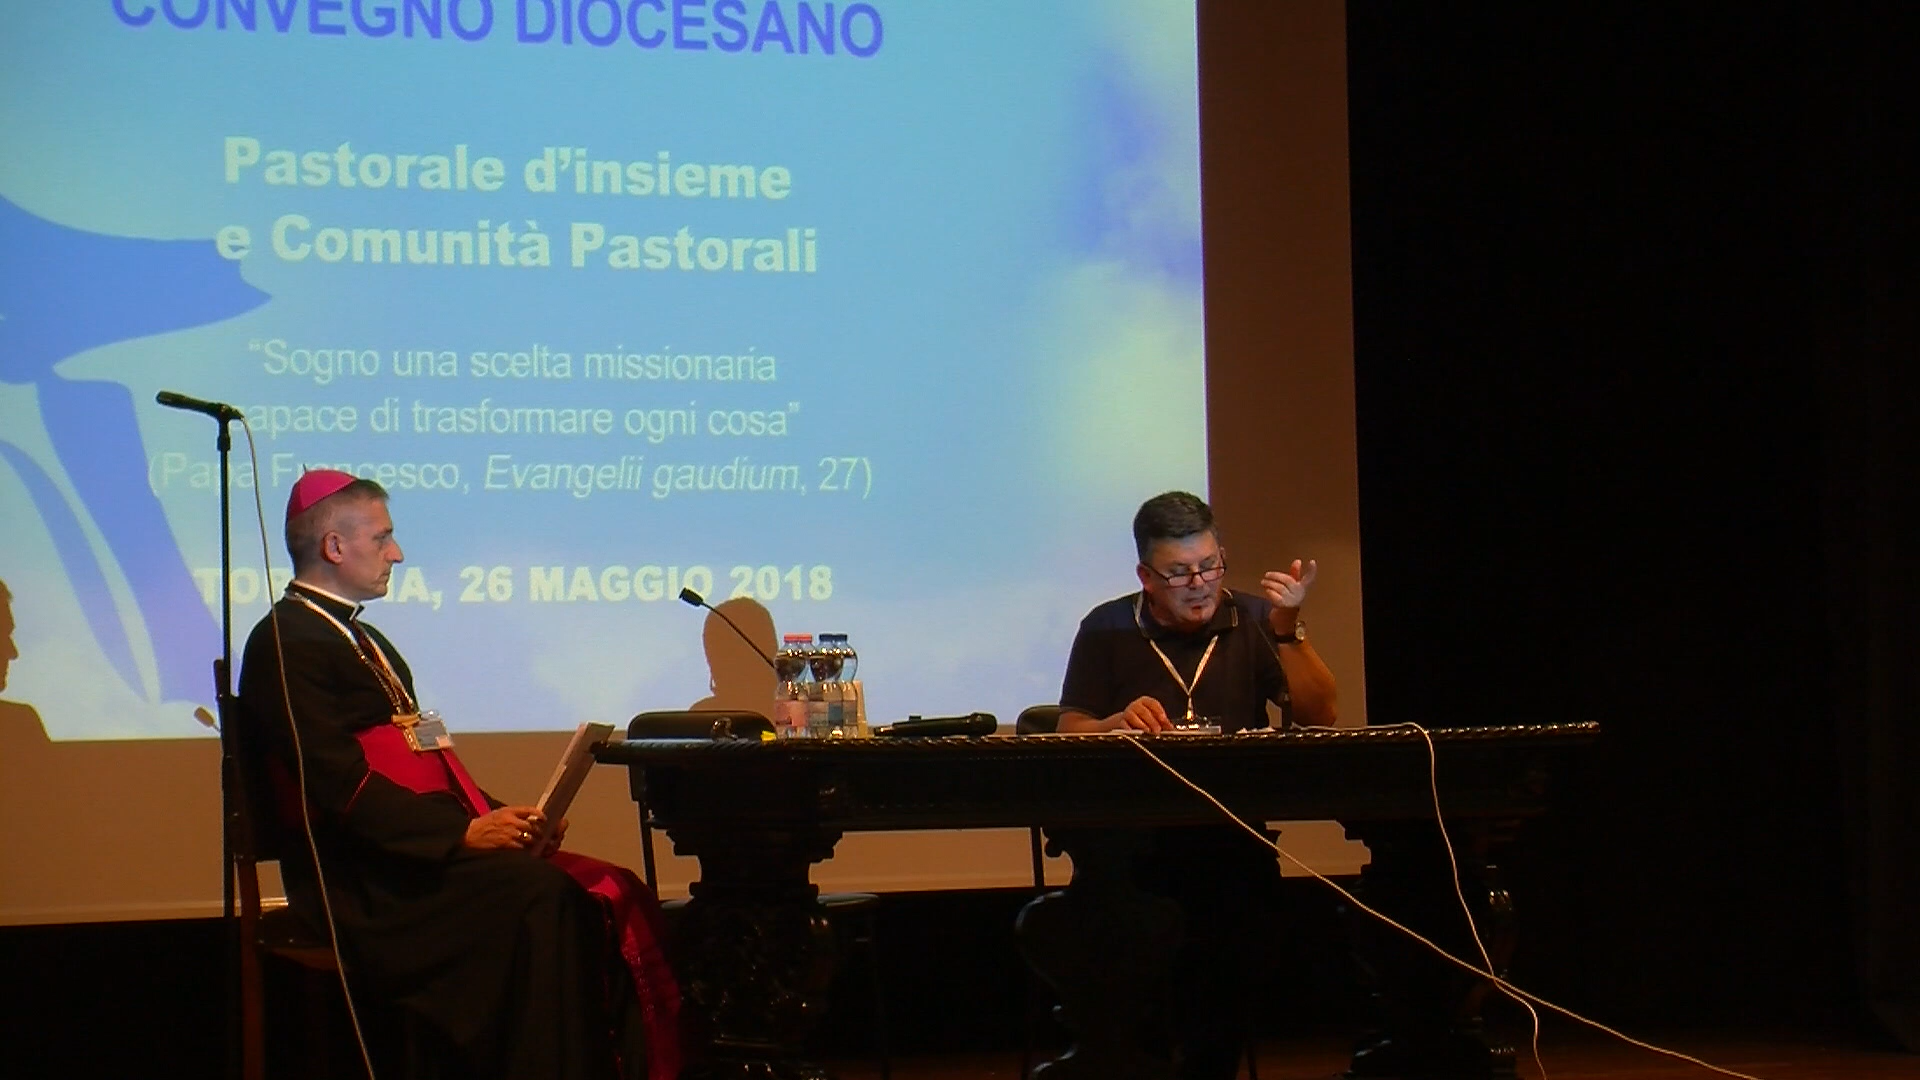 CONVEGNO DIOCESANO
Pastorale d'insieme
e Comunità Pastorali
“Sogno una scelta missionaria
capace di trasformare ogni cosa”
(Papa Francesco, Evangelii gaudium, 27)
26 MAGGIO 2018